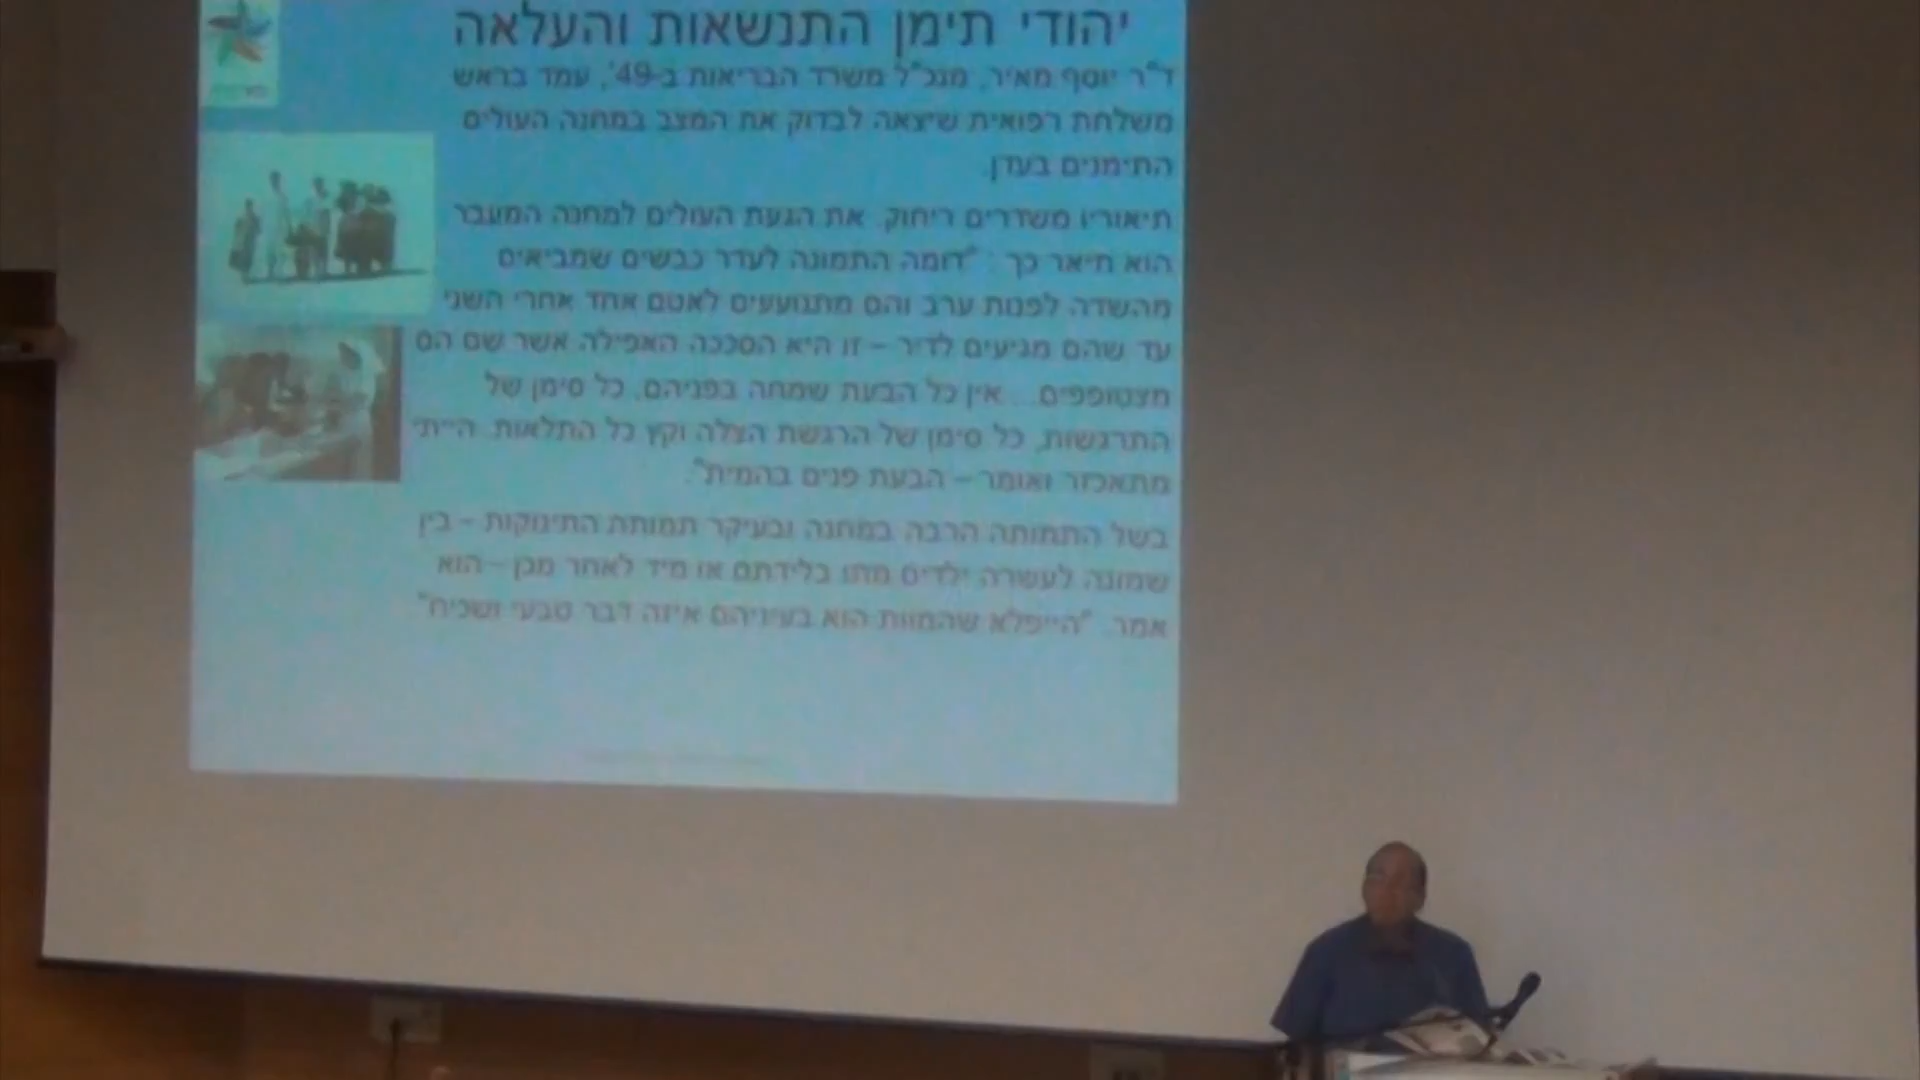 יהודי תימן התנשאות והעלאה
ד"ר יוסף מאיר, מנכ"ל משרד הבריאות ב-49', עמד בראש
משלחת רפואית שיצאה לבדוק את המצב במחנה העולים
התימנים בעדן.
תיאוריו משדרים ריחוק. את הגעת העולים למחנה המעבר
הוא תיאר כך: "דומה התמונה לעדר כבשים שמביאים
מהשדה לפנות ערב והם מתנועעים לאטם אחד אחרי השני
עד שהם מגיעים לדיר – זו היא הסככה האפילה אשר שם הם
מצטופפים... אין כל הבעת שמחה בפניהם, כל סימן של
התרגשות, כל סימן של הרגשת הצלה וקץ כל התלאות. הייתי
מתאכזר ואומר – הבעת פנים בהמית".
בשל התמותה הרבה במחנה ובעיקר תמותת התינוקות – בין
שמונה לעשרה ילדים מתו בלידתם או מיד לאחר מכן – הוא
אמר: "הייפלא שהמוות הוא בעיניהם איזה דבר טבעי ושכיח".